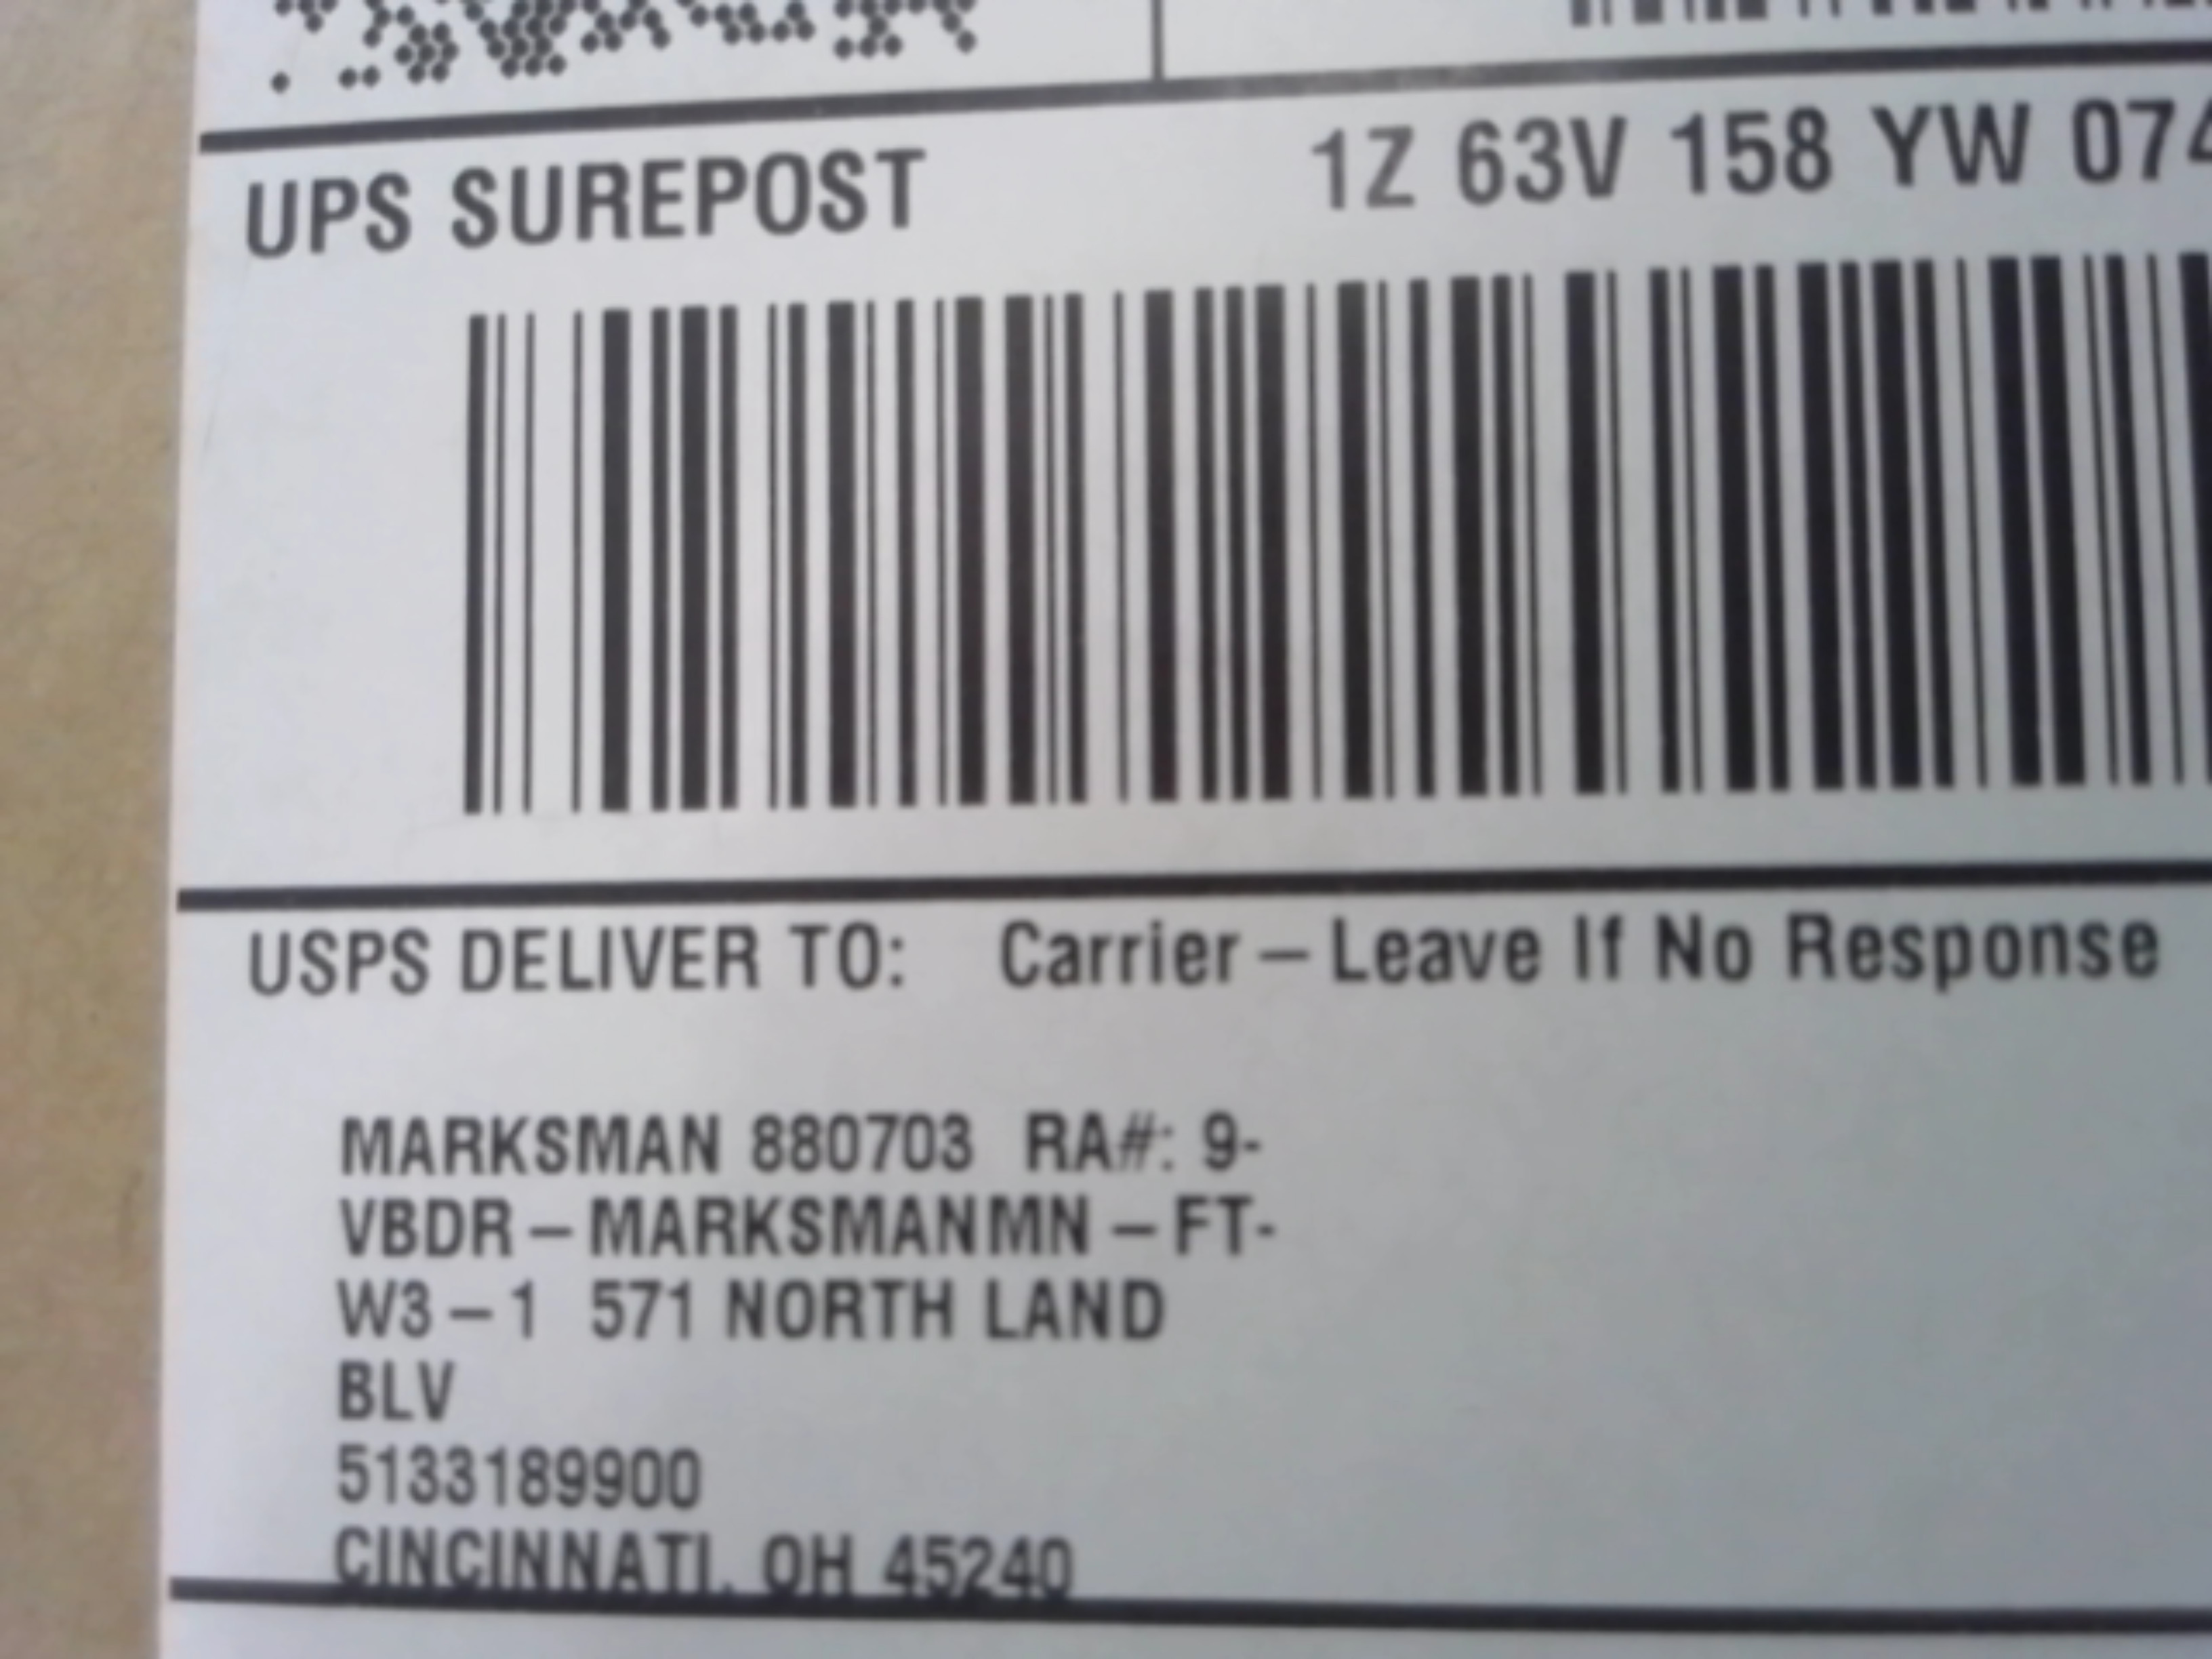 UPS SUREPOST 1Z 63V 158 YW 074
USPS DELIVER TO: Carrier – Leave If No Response
MARKSMAN 880703 RA#: 9-
VBDR – MARKSMANMN – FT-
W3 – 1 571 NORTH LAND
BLV
5133189900
CINCINNATI, OH 45240